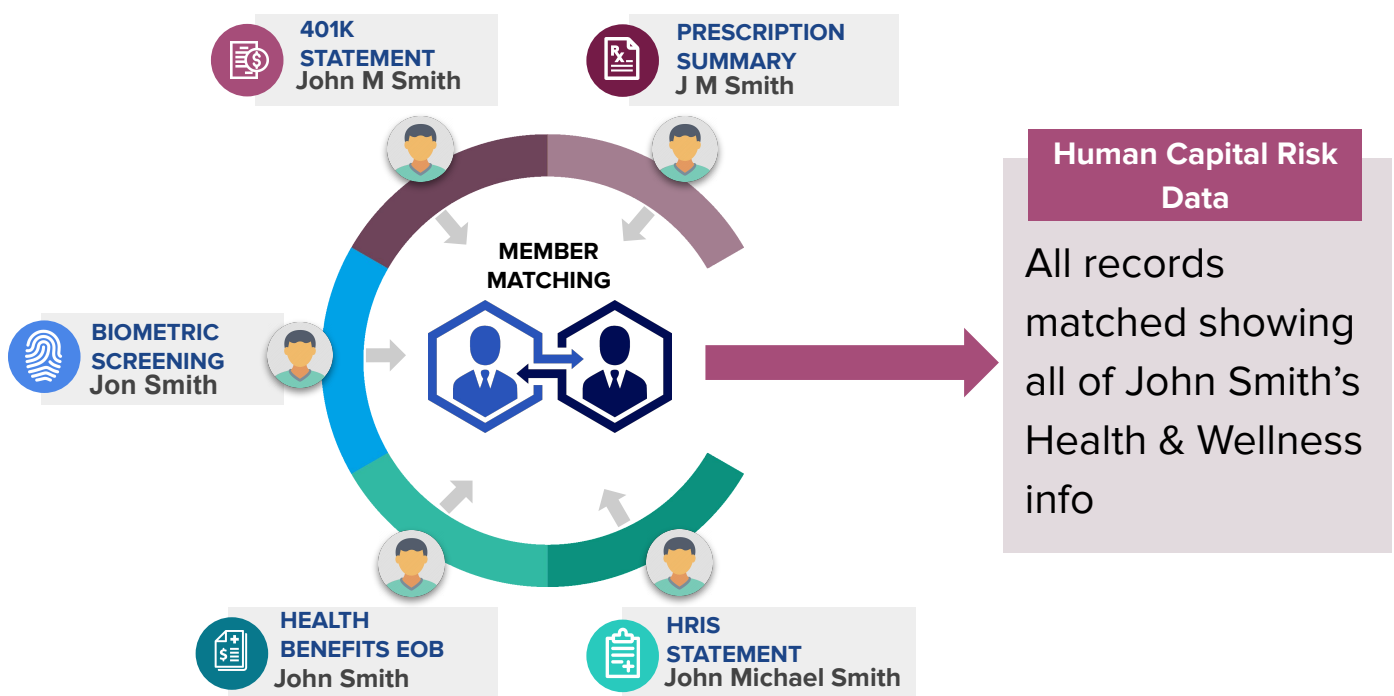 401K
STATEMENT
John M Smith
PRESCRIPTION
SUMMARY
J M Smith
BIOMETRIC
SCREENING
Jon Smith
MEMBER
MATCHING
HEALTH
BENEFITS EOB
John Smith
HRIS
STATEMENT
John Michael Smith
Human Capital Risk
Data
All records
matched showing
all of John Smith’s
Health & Wellness
info